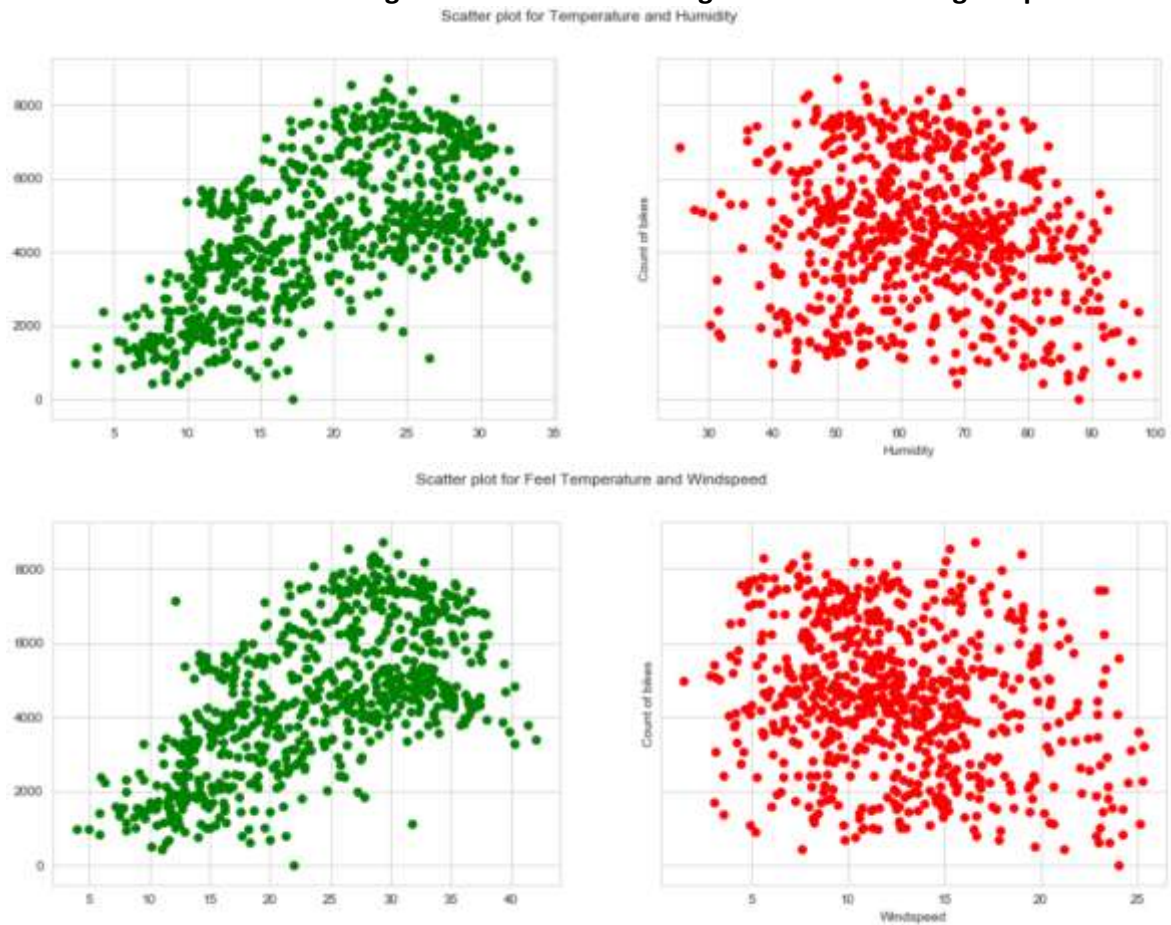 Scatter plot for Temperature and Humidity
8000
6000
4000
2000
0
5 10 15 20 25 30 35
Count of bikes
30 40 50 60 70 80 90 100
Humidity
Scatter plot for Feel Temperature and Windspeed
8000
6000
4000
2000
0
5 10 15 20 25 30 35 40
Count of bikes
5 10 15 20 25
Windspeed